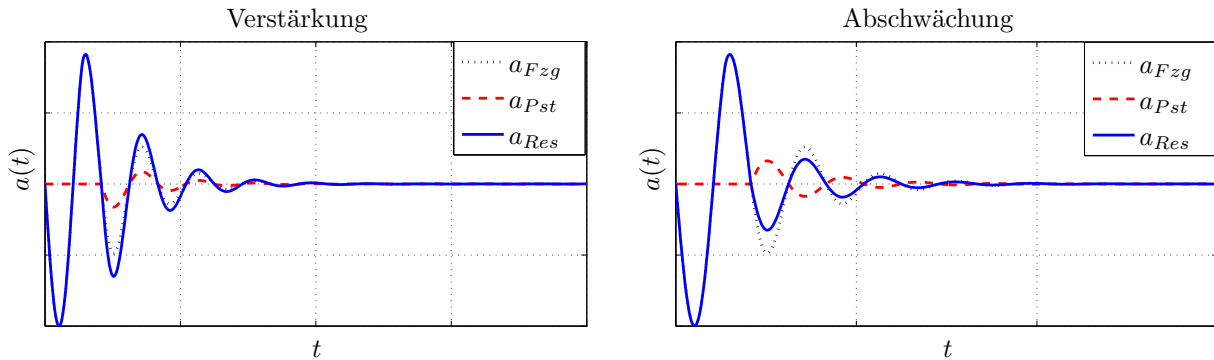 Verstärkung
a(t)
a_{Fzg}
a_{Pst}
a_{Res}
t
Abschwächung
a(t)
a_{Fzg}
a_{Pst}
a_{Res}
t